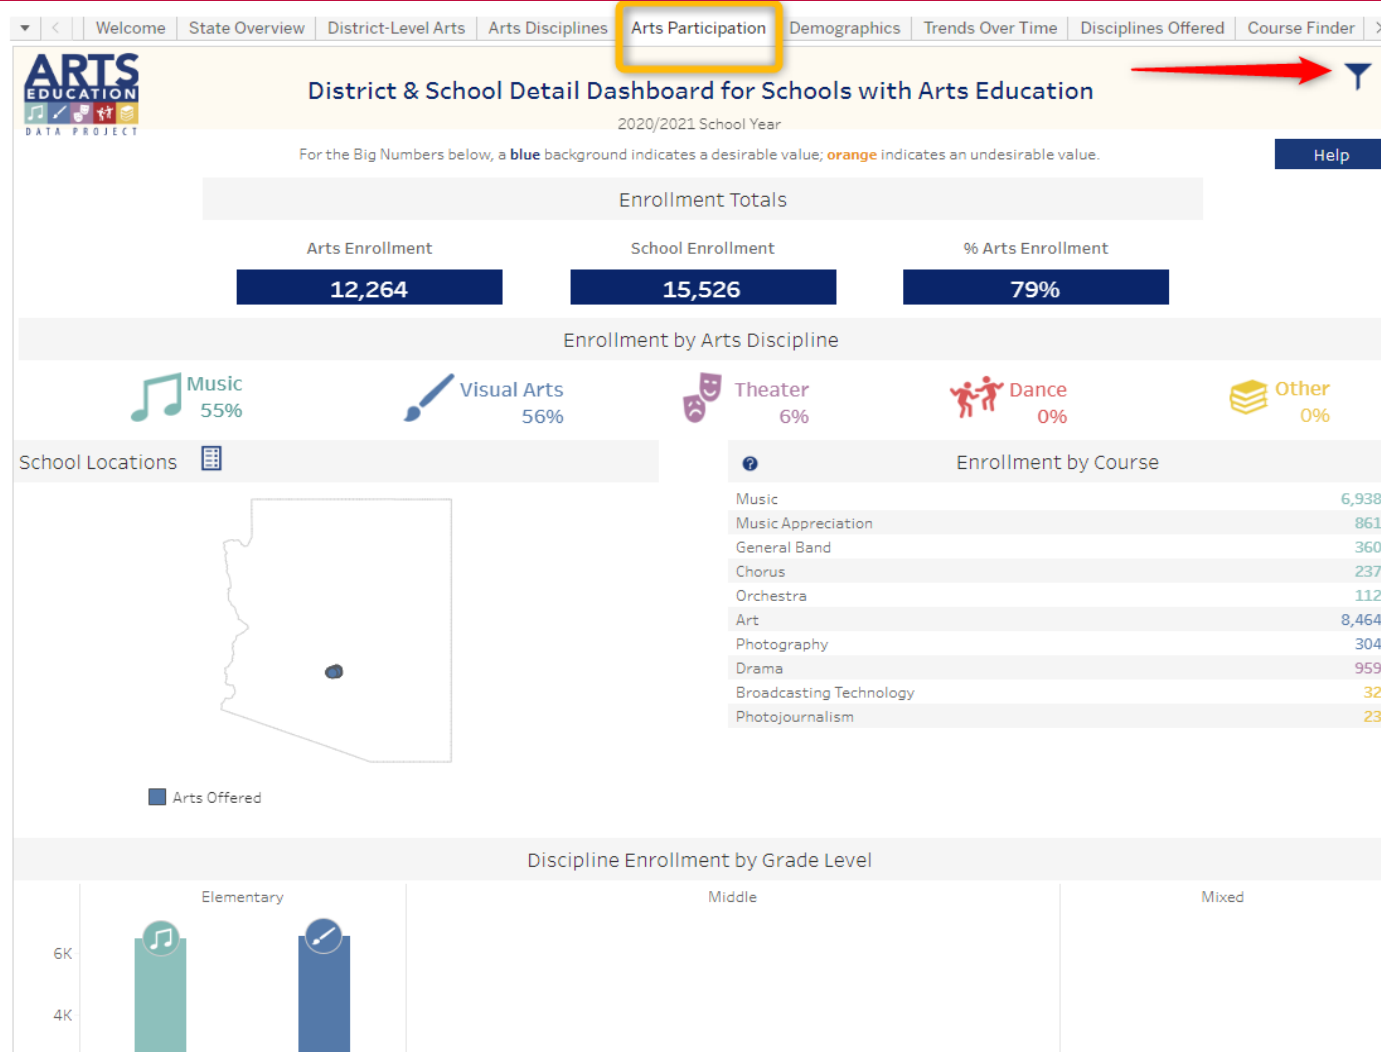 Welcome State Overview District-Level Arts Arts Disciplines Arts Participation Demographics Trends Over Time Disciplines Offered Course Finder
ARTS
EDUCATION
DATA PROJECT
District & School Detail Dashboard for Schools with Arts Education
2020/2021 School Year
For the Big Numbers below, a blue background indicates a desirable value; orange indicates an undesirable value.
Help
Enrollment Totals
Arts Enrollment School Enrollment % Arts Enrollment
12,264 15,526 79%
Enrollment by Arts Discipline
Music
55%
Visual Arts
56%
Theater
6%
Dance
0%
Other
0%
School Locations
Arts Offered
? Enrollment by Course
Music 6,938
Music Appreciation 861
General Band 360
Chorus 237
Orchestra 112
Art 8,464
Photography 304
Drama 959
Broadcasting Technology 32
Photojournalism 23
Discipline Enrollment by Grade Level
Elementary Middle Mixed
6K
4K